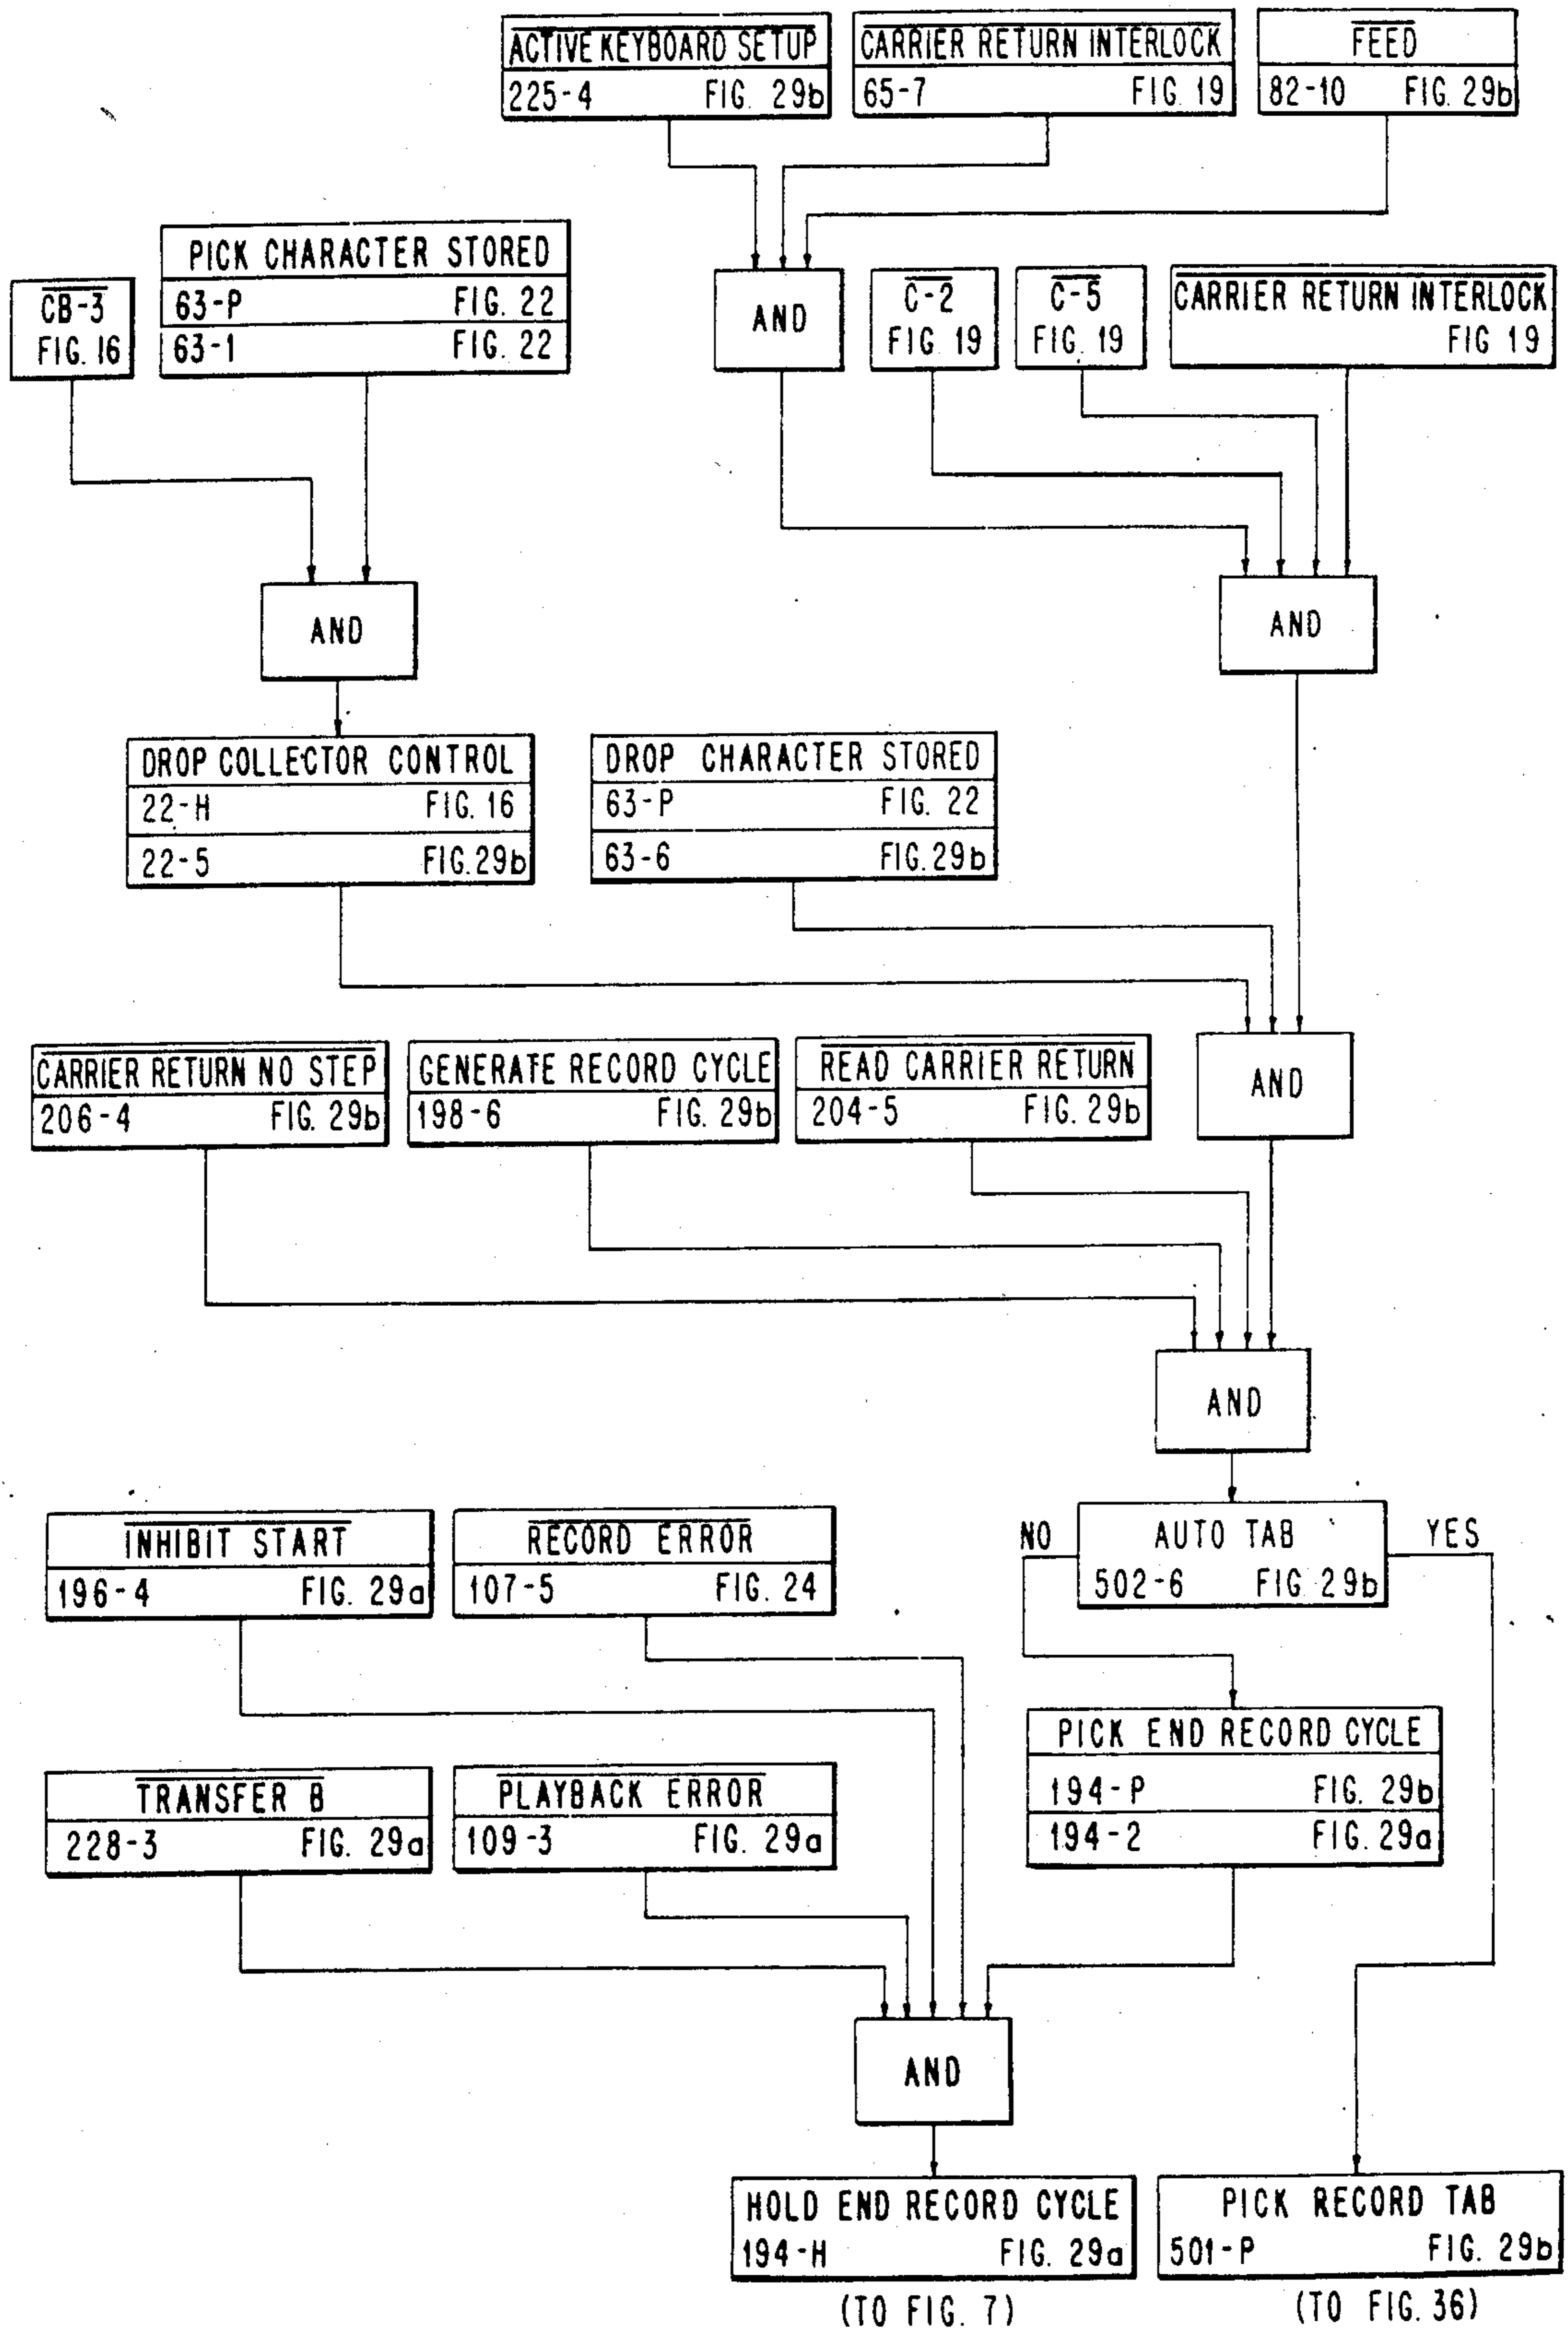 ACTIVE KEYBOARD SETUP
225-4 FIG. 29b
CARRIER RETURN INTERLOCK
65-7 FIG. 19
FEED
82-10 FIG. 29b
CB-3
FIG. 16
PICK CHARACTER STORED
63-P FIG. 22
63-1 FIG. 22
AND
C-2
FIG. 19
C-5
FIG. 19
CARRIER RETURN INTERLOCK
FIG 19
AND
AND
DROP COLLECTOR CONTROL
22-H FIG. 16
22-5 FIG. 29b
DROP CHARACTER STORED
63-P FIG. 22
63-6 FIG. 29b
CARRIER RETURN NO STEP
206-4 FIG. 29b
GENERATE RECORD CYCLE
198-6 FIG. 29b
READ CARRIER RETURN
204-5 FIG. 29b
AND
AND
INHIBIT START
196-4 FIG. 29a
RECORD ERROR
107-5 FIG. 24
NO
AUTO TAB
502-6 FIG. 29b
YES
TRANSFER B
228-3 FIG. 29a
PLAYBACK ERROR
109-3 FIG. 29a
PICK END RECORD CYCLE
194-P FIG. 29b
194-2 FIG. 29a
AND
HOLD END RECORD CYCLE
194-H FIG. 29a
(TO FIG. 7)
PICK RECORD TAB
501-P FIG. 29b
(TO FIG. 36)